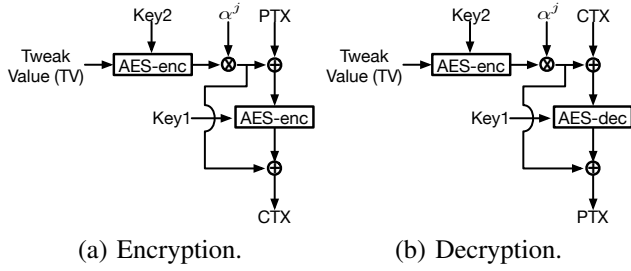 Key2 α^j PTX
Tweak Value (TV) AES-enc ⊗ ⊕
Key1 AES-enc
⊕
CTX
(a) Encryption.
Key2 α^j CTX
Tweak Value (TV) AES-enc ⊗ ⊕
Key1 AES-dec
⊕
PTX
(b) Decryption.